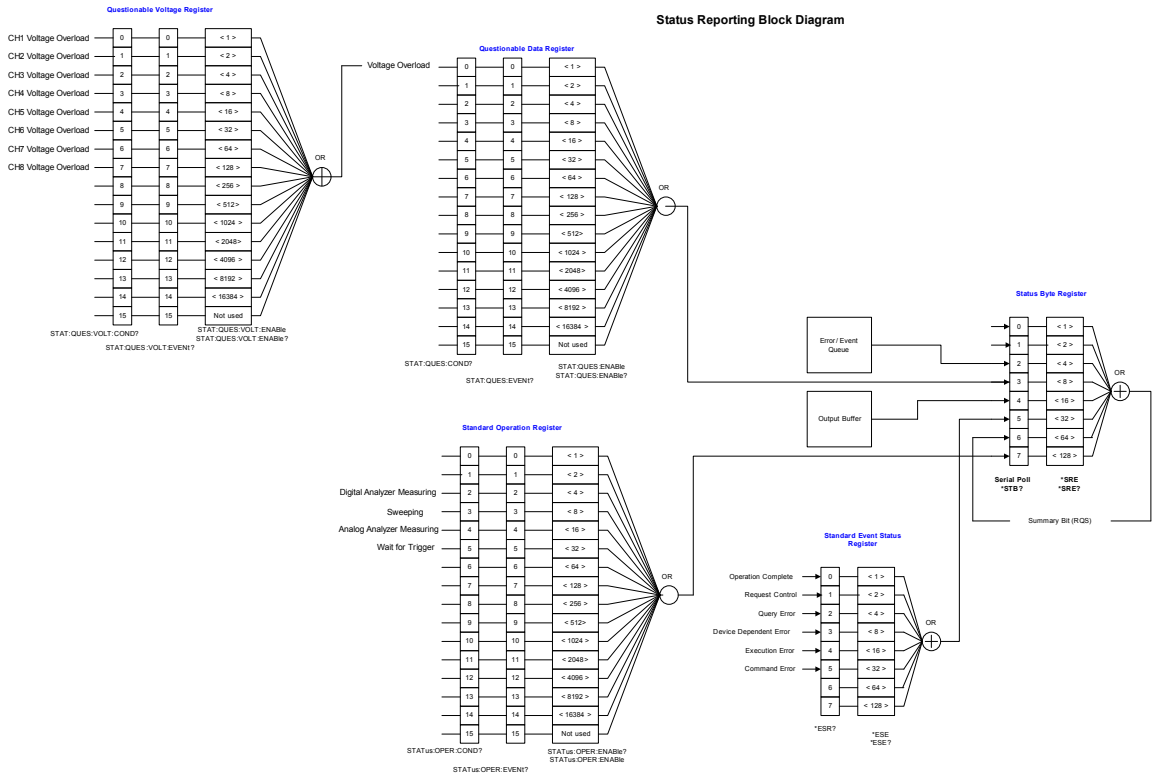 Status Reporting Block Diagram
Questionable Voltage Register
CH1 Voltage Overload 0 0 < 1 >
CH2 Voltage Overload 1 1 < 2 >
CH3 Voltage Overload 2 2 < 4 >
CH4 Voltage Overload 3 3 < 8 >
CH5 Voltage Overload 4 4 < 16 >
CH6 Voltage Overload 5 5 < 32 >
CH7 Voltage Overload 6 6 < 64 >
CH8 Voltage Overload 7 7 < 128 >
8 8 < 256 >
9 9 < 512>
10 10 < 1024 >
11 11 < 2048>
12 12 < 4096 >
13 13 < 8192 >
14 14 < 16384 >
15 15 Not used
OR
STAT:QUES:VOLT:COND?
STAT:QUES:VOLT:EVENt?
STAT:QUES:VOLT:ENABle
STAT:QUES:VOLT:ENABle?
Questionable Data Register
Voltage Overload 0 0 < 1 >
1 1 < 2 >
2 2 < 4 >
3 3 < 8 >
4 4 < 16 >
5 5 < 32 >
6 6 < 64 >
7 7 < 128 >
8 8 < 256 >
9 9 < 512>
10 10 < 1024 >
11 11 < 2048>
12 12 < 4096 >
13 13 < 8192 >
14 14 < 16384 >
15 15 Not used
OR
STAT:QUES:COND?
STAT:QUES:EVENt?
STAT:QUES:ENABle
STAT:QUES:ENABle?
Standard Operation Register
0 0 < 1 >
1 1 < 2 >
Digital Analyzer Measuring 2 2 < 4 >
Sweeping 3 3 < 8 >
Analog Analyzer Measuring 4 4 < 16 >
Wait for Trigger 5 5 < 32 >
6 6 < 64 >
7 7 < 128 >
8 8 < 256 >
9 9 < 512>
10 10 < 1024 >
11 11 < 2048>
12 12 < 4096 >
13 13 < 8192 >
14 14 < 16384 >
15 15 Not used
OR
STATus:OPER:COND?
STATus:OPER:EVENt?
STATus:OPER:ENABle?
STATus:OPER:ENABle
Error / Event
Queue
Output Buffer
Status Byte Register
0 < 1 >
1 < 2 >
2 < 4 >
3 < 8 >
4 < 16 >
5 < 32 >
6 < 64 >
7 < 128 >
OR
Serial Poll
*STB?
*SRE
*SRE?
Summary Bit (RQS)
Standard Event Status
Register
Operation Complete 0 < 1 >
Request Control 1 < 2 >
Query Error 2 < 4 >
Device Dependent Error 3 < 8 >
Execution Error 4 < 16 >
Command Error 5 < 32 >
6 < 64 >
7 < 128 >
OR
*ESR?
*ESE
*ESE?